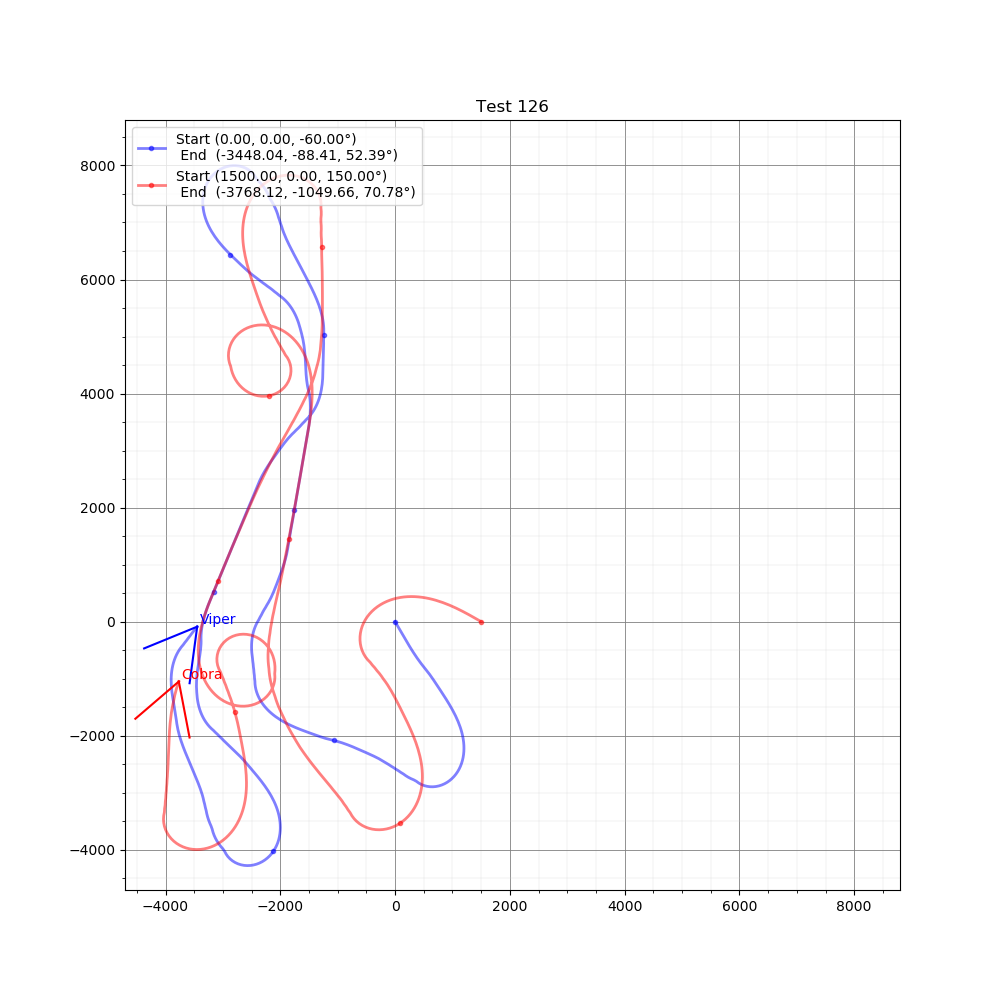 Test 126
Start (0.00, 0.00, -60.00°)
End (-3448.04, -88.41, 52.39°)
Start (1500.00, 0.00, 150.00°)
End (-3768.12, -1049.66, 70.78°)
8000
6000
4000
2000
0
−2000
−4000
Viper
Cobra
−4000 −2000 0 2000 4000 6000 8000